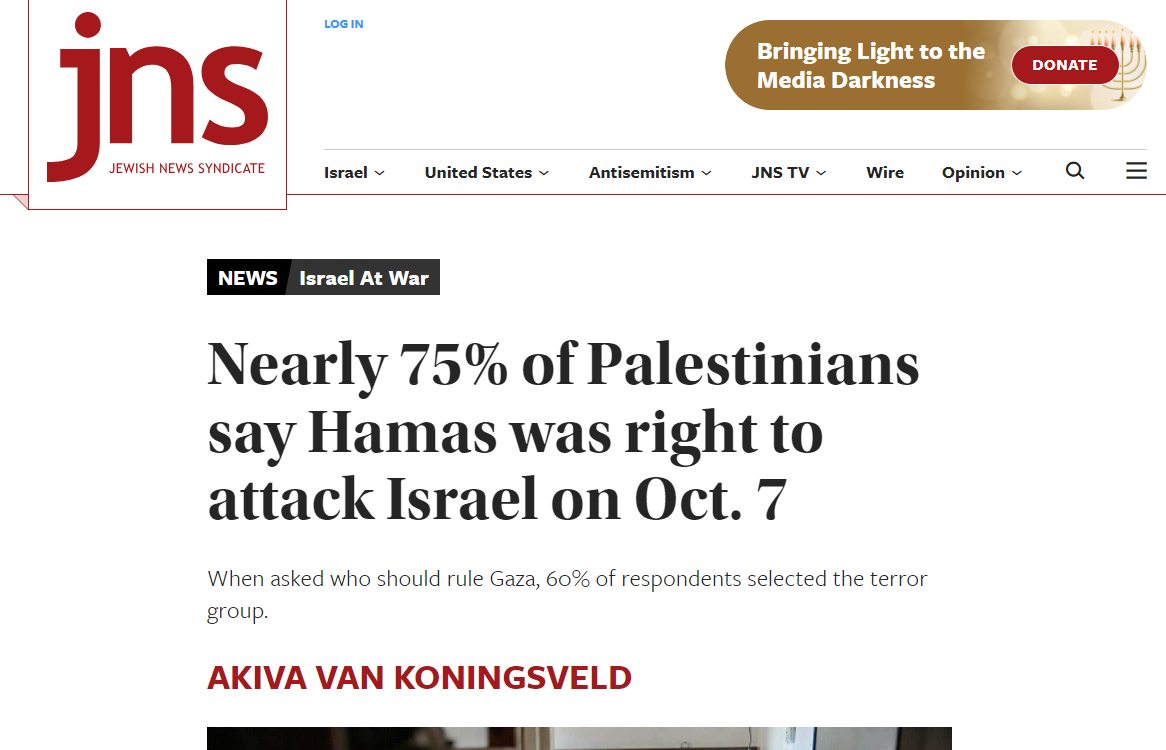 jns
JEWISH NEWS SYNDICATE
LOG IN
Bringing Light to the
Media Darkness
DONATE
Israel
United States
Antisemitism
JNS TV
Wire
Opinion
NEWS
Israel At War
Nearly 75% of Palestinians
say Hamas was right to
attack Israel on Oct. 7
When asked who should rule Gaza, 60% of respondents selected the terror
group.
AKIVA VAN KONINGSVELD